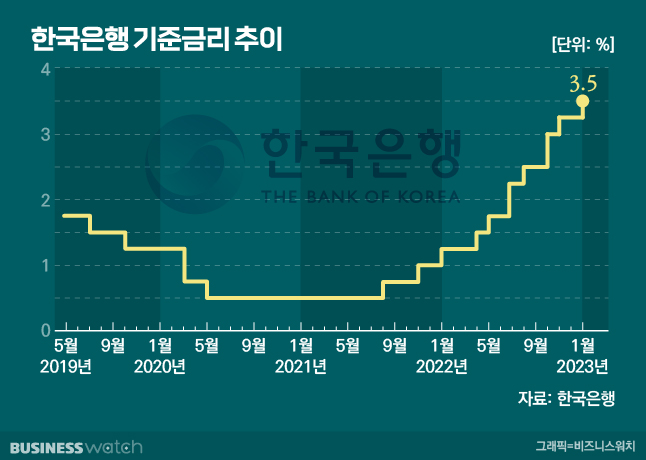 한국은행 기준금리 추이
[단위: %]
4
3
2
1
0
3.5
한국은행
THE BANK OF KOREA
5월 9월 1월 5월 9월 1월 5월 9월 1월 5월 9월 1월
2019년 2020년 2021년 2022년 2023년
자료: 한국은행
BUSINESSwatch
그래픽=비즈니스워치